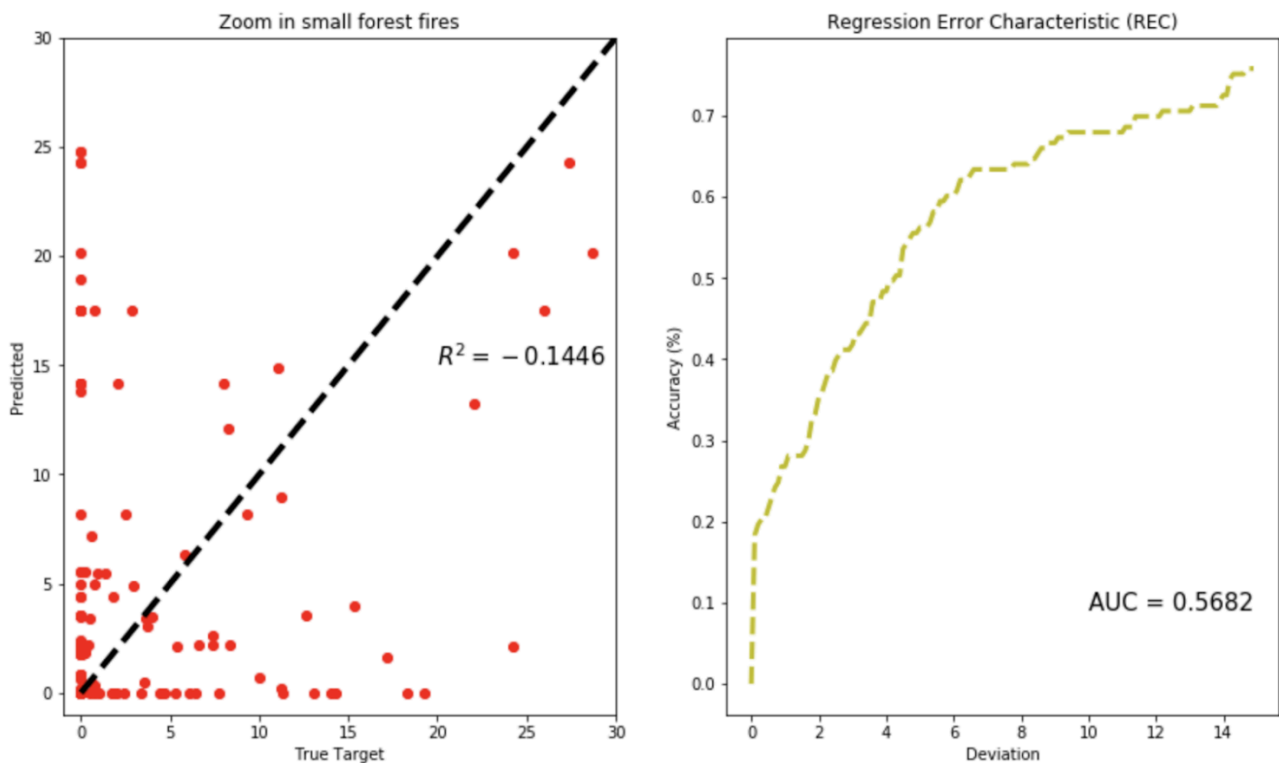 Zoom in small forest fires
30
25
20
15
10
5
0
Predicted
R² = −0.1446
0 5 10 15 20 25 30
True Target
Regression Error Characteristic (REC)
0.7
0.6
0.5
0.4
0.3
0.2
0.1
0.0
Accuracy (%)
AUC = 0.5682
0 2 4 6 8 10 12 14
Deviation